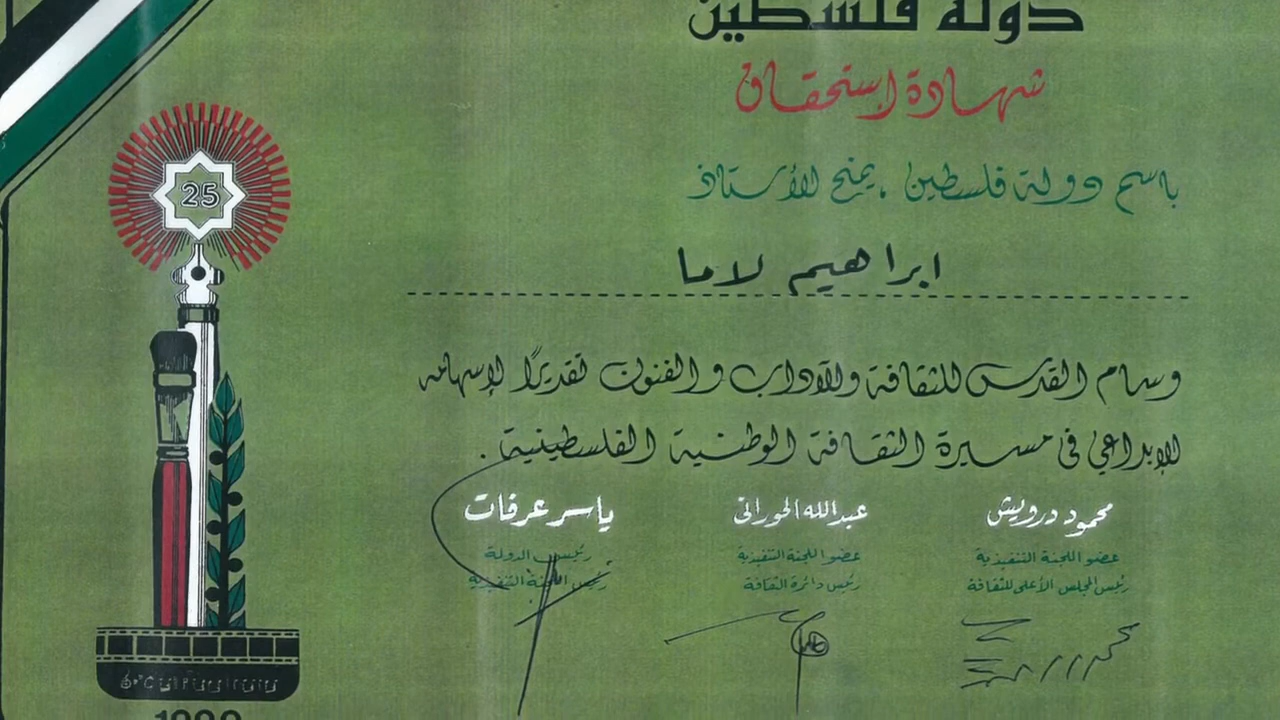 دولة فلسطين
شهادة إستحقاق
باسم دولة فلسطين ، يمنح الأستاذ
ابراهيم لاما
وسام القدس للثقافة والآداب والفنون تقديرًا لإسهامه
الإبداعي في مسيرة الثقافة الوطنية الفلسطينية .
محمود درويش
عضو اللجنة التنفيذية
رئيس المجلس الأعلى للثقافة
عبدالله الحوراني
عضو اللجنة التنفيذية
رئيس دائرة الثقافة
ياسر عرفات
رئيس الدولة
رئيس اللجنة التنفيذية
25